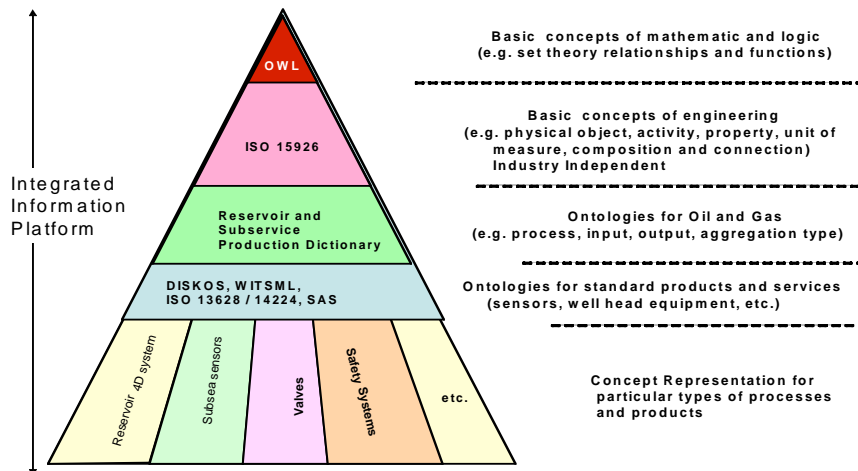 OWL
Basic concepts of mathematic and logic
(e.g. set theory relationships and functions)
ISO 15926
Basic concepts of engineering
(e.g. physical object, activity, property, unit of
measure, composition and connection)
Industry Independent
Integrated
Information
Platform
Reservoir and
Subservice
Production Dictionary
Ontologies for Oil and Gas
(e.g. process, input, output, aggregation type)
DISKOS, WITSML,
ISO 13628 / 14224, SAS
Ontologies for standard products and services
(sensors, well head equipment, etc.)
Reservoir 4D system
Subsea sensors
Valves
Safety Systems
etc.
Concept Representation for
particular types of processes
and products